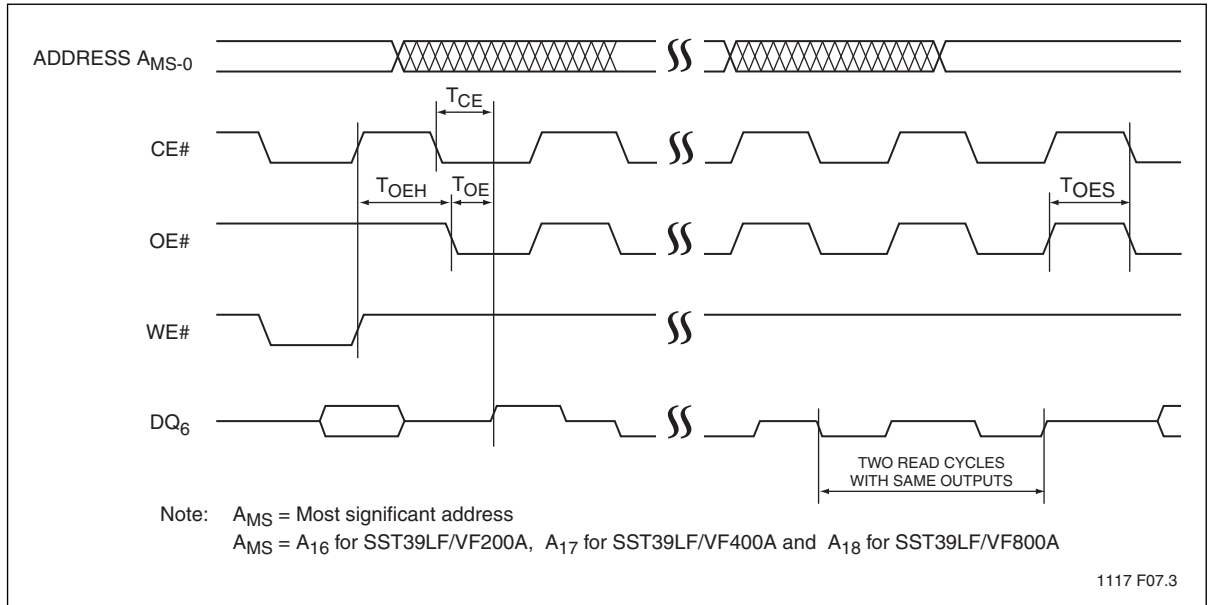 ADDRESS AMS-0
TCE
CE#
TOEH TOE TOES
OE#
WE#
DQ6
TWO READ CYCLES
WITH SAME OUTPUTS
Note: AMS = Most significant address
AMS = A16 for SST39LF/VF200A, A17 for SST39LF/VF400A and A18 for SST39LF/VF800A
1117 F07.3